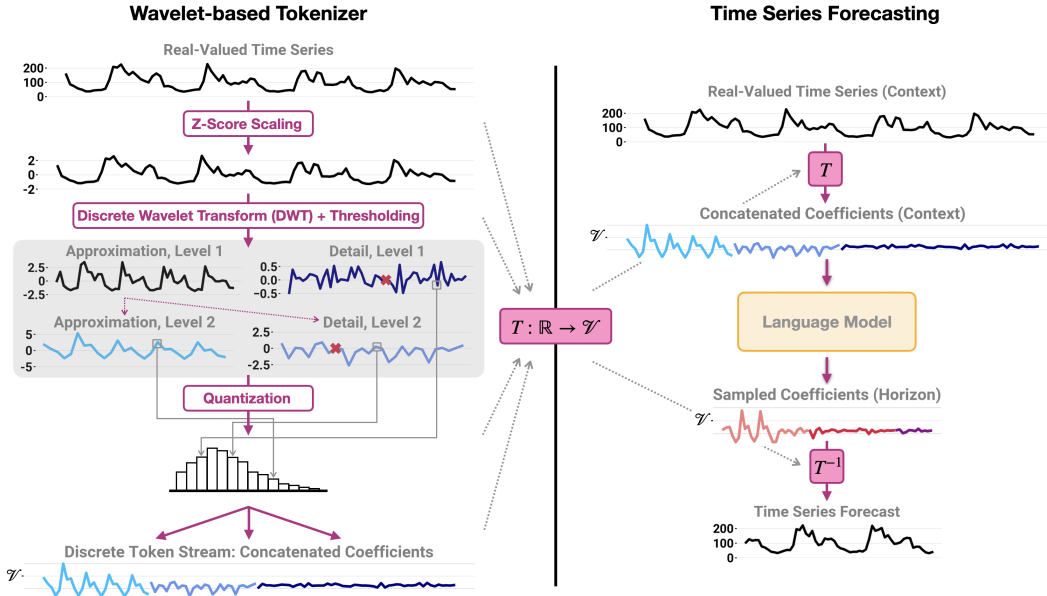 Wavelet-based Tokenizer
Real-Valued Time Series
200
100
0
Z-Score Scaling
2
0
-2
Discrete Wavelet Transform (DWT) + Thresholding
Approximation, Level 1
2.5
0
-2.5
Detail, Level 1
0.5
0.0
-0.5
Approximation, Level 2
5
0
-5
Detail, Level 2
2.5
0
-2.5
Quantization
Discrete Token Stream: Concatenated Coefficients
𝒱
T : ℝ → 𝒱
Time Series Forecasting
Real-Valued Time Series (Context)
200
100
0
T
Concatenated Coefficients (Context)
𝒱
Language Model
Sampled Coefficients (Horizon)
𝒱
T⁻¹
Time Series Forecast
200
100
0